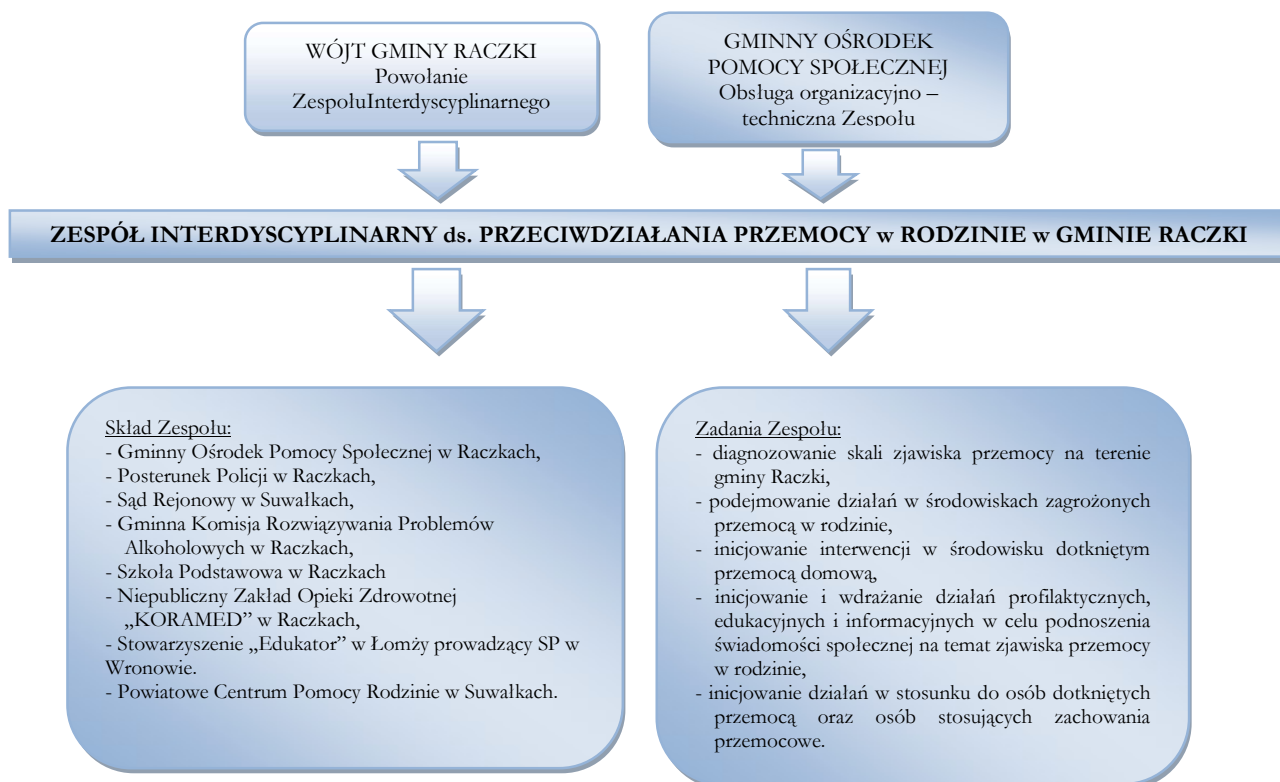 WÓJT GMINY RACZKI
Powołanie
ZespołuInterdyscyplinarnego
GMINNY OŚRODEK
POMOCY SPOŁECZNEJ
Obsługa organizacyjno –
techniczna Zespołu
ZESPÓŁ INTERDYSCYPLINARNY ds. PRZECIWDZIAŁANIA PRZEMOCY w RODZINIE w GMINIE RACZKI
Skład Zespołu:
- Gminny Ośrodek Pomocy Społecznej w Raczkach,
- Posterunek Policji w Raczkach,
- Sąd Rejonowy w Suwałkach,
- Gminna Komisja Rozwiązywania Problemów
Alkoholowych w Raczkach,
- Szkoła Podstawowa w Raczkach
- Niepubliczny Zakład Opieki Zdrowotnej
„KORAMED” w Raczkach,
- Stowarzyszenie „Edukator” w Łomży prowadzący SP w
Wronowie.
- Powiatowe Centrum Pomocy Rodzinie w Suwałkach.
Zadania Zespołu:
- diagnozowanie skali zjawiska przemocy na terenie
gminy Raczki,
- podejmowanie działań w środowiskach zagrożonych
przemocą w rodzinie,
- inicjowanie interwencji w środowisku dotkniętym
przemocą domową,
- inicjowanie i wdrażanie działań profilaktycznych,
edukacyjnych i informacyjnych w celu podnoszenia
świadomości społecznej na temat zjawiska przemocy
w rodzinie,
- inicjowanie działań w stosunku do osób dotkniętych
przemocą oraz osób stosujących zachowania
przemocowe.